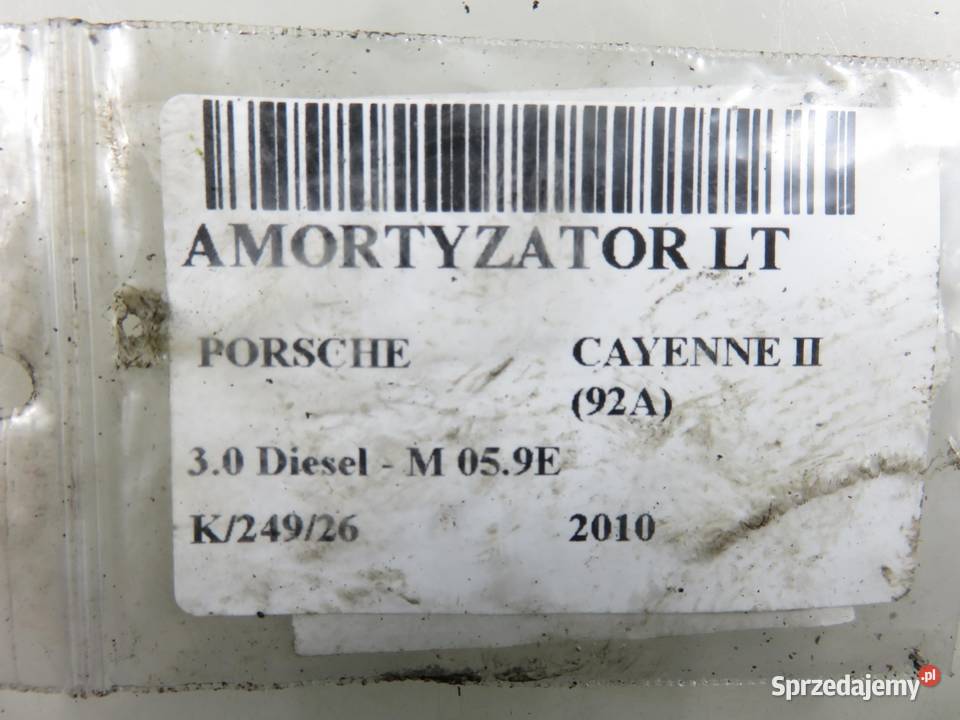 AMORTYZATOR LT
PORSCHE CAYENNE II
(92A)
3.0 Diesel - M 05.9E
K/249/26 2010
Sprzedajemy.pl